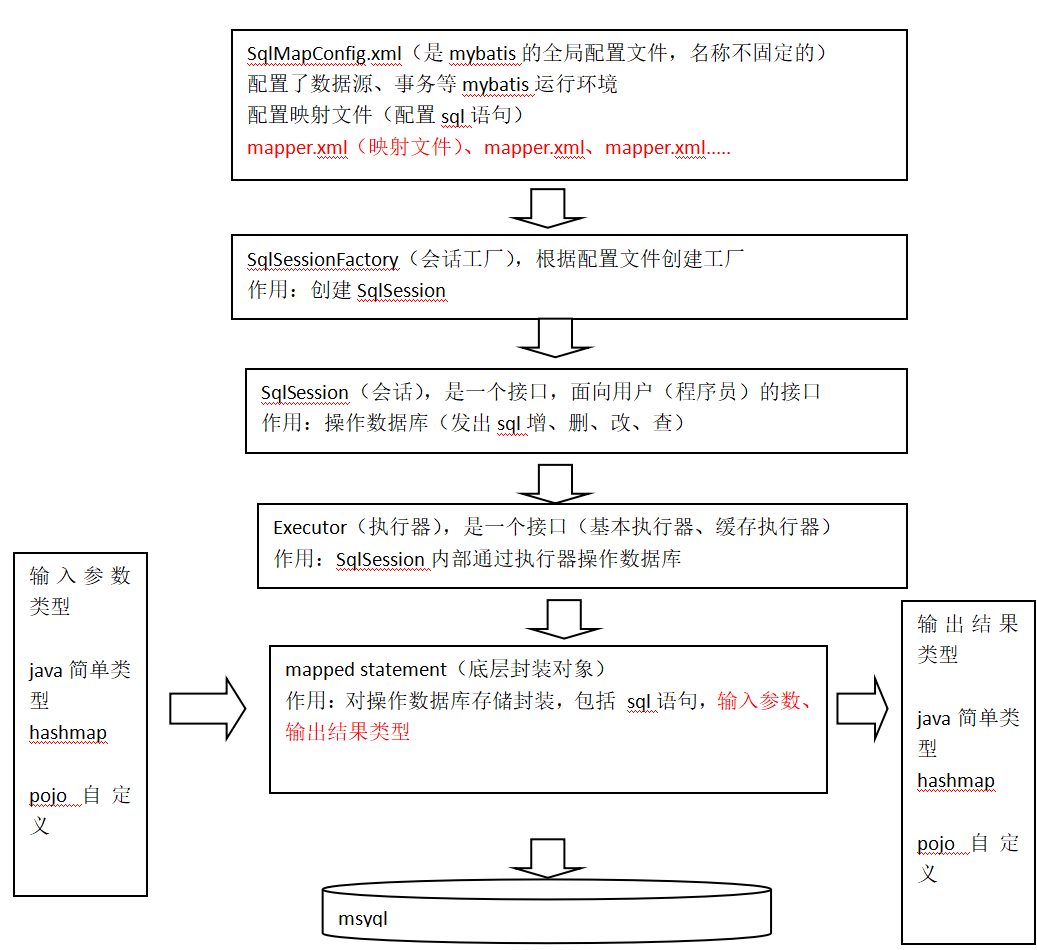 SqlMapConfig.xml（是 mybatis 的全局配置文件，名称不固定的）
配置了数据源、事务等 mybatis 运行环境
配置映射文件（配置 sql 语句）
mapper.xml（映射文件）、mapper.xml、mapper.xml.....
SqlSessionFactory（会话工厂），根据配置文件创建工厂
作用：创建 SqlSession
SqlSession（会话），是一个接口，面向用户（程序员）的接口
作用：操作数据库（发出 sql 增、删、改、查）
Executor（执行器），是一个接口（基本执行器、缓存执行器）
作用：SqlSession 内部通过执行器操作数据库
输入参数
类型
java 简单类
型
hashmap
pojo 自定
义
mapped statement（底层封装对象）
作用：对操作数据库存储封装，包括 sql 语句，输入参数、
输出结果类型
输出结果
类型
java 简单类
型
hashmap
pojo 自定
义
msyql